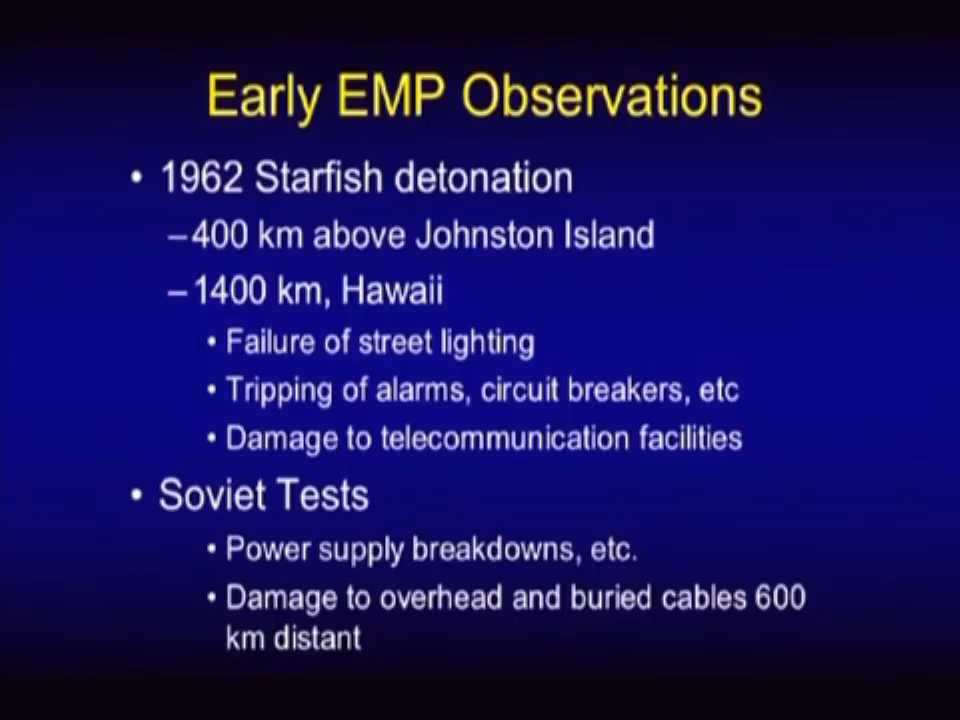 Early EMP Observations
• 1962 Starfish detonation
–400 km above Johnston Island
–1400 km, Hawaii
• Failure of street lighting
• Tripping of alarms, circuit breakers, etc
• Damage to telecommunication facilities
• Soviet Tests
• Power supply breakdowns, etc.
• Damage to overhead and buried cables 600
km distant